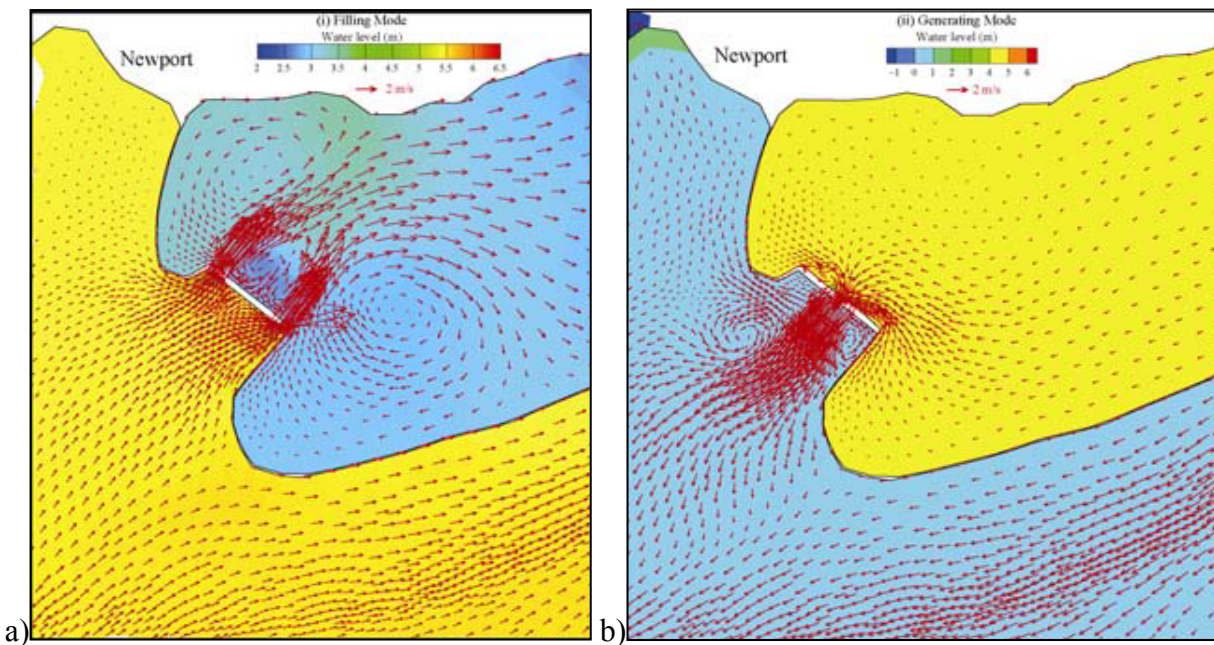 (i) Filling Mode
Water level (m)
Newport
2 2.5 3 3.5 4 4.5 5 5.5 6 6.5
2 m/s
a)
(ii) Generating Mode
Water level (m)
Newport
-1 0 1 2 3 4 5 6
2 m/s
b)